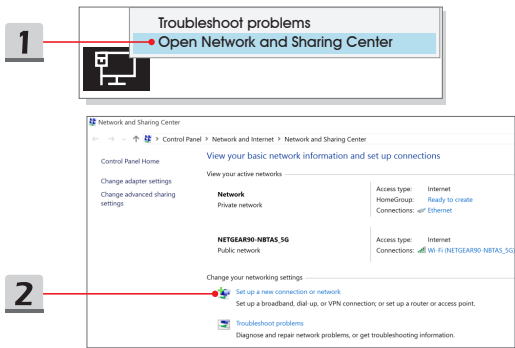 1
Troubleshoot problems
Open Network and Sharing Center
Network and Sharing Center
Control Panel > Network and Internet > Network and Sharing Center
Control Panel Home
Change adapter settings
Change advanced sharing
settings
View your basic network information and set up connections
View your active networks
Network
Private network
Access type: Internet
HomeGroup: Ready to create
Connections: Ethernet
NETGEAR90-NBTAS_5G
Public network
Access type: Internet
Connections: Wi-Fi (NETGEAR90-NBTAS_5G)
Change your networking settings
2
Set up a new connection or network
Set up a broadband, dial-up, or VPN connection; or set up a router or access point.
Troubleshoot problems
Diagnose and repair network problems, or get troubleshooting information.